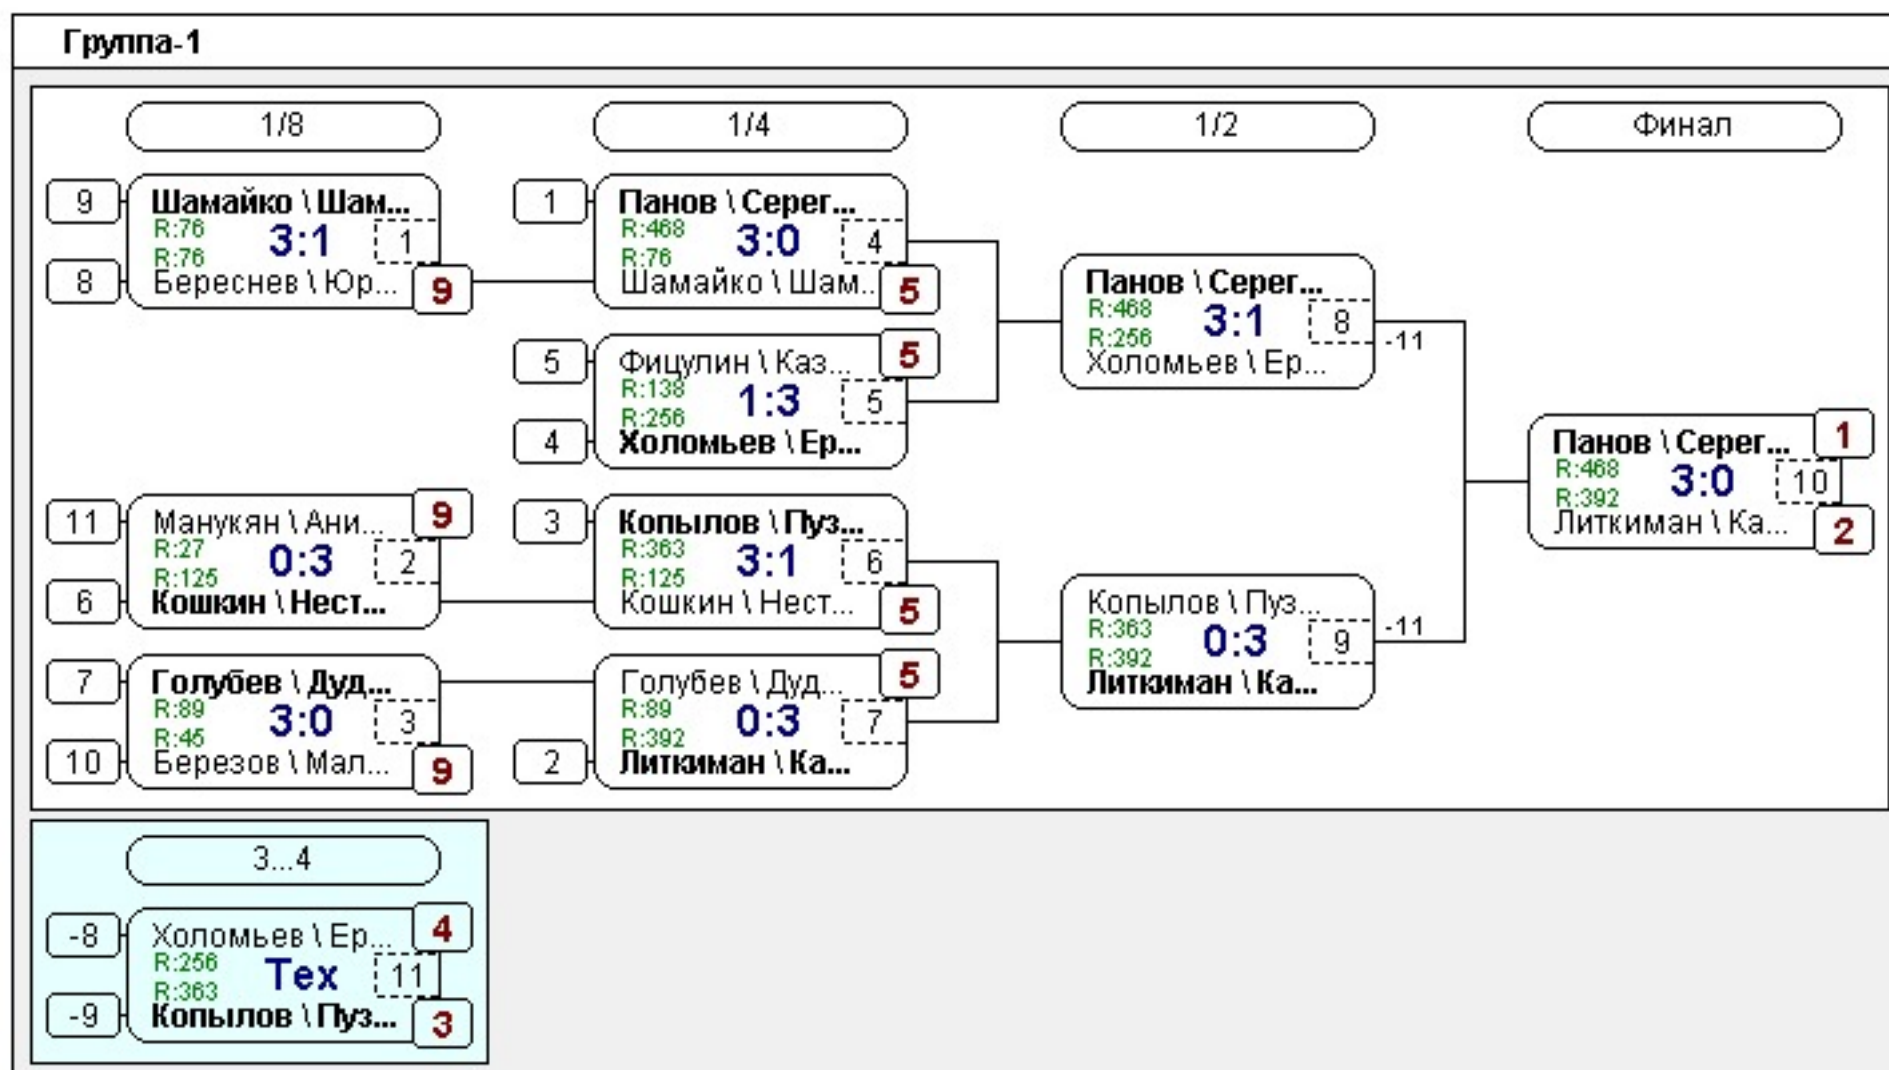 Группа-1
1/8
1/4
1/2
Финал
9
Шамайко \ Шам...
R:76
3:1
1
R:76
8
Береснев \ Юр...
9
1
Панов \ Серег...
R:468
3:0
4
R:76
Шамайко \ Шам...
5
5
Фицулин \ Каз...
5
R:138
1:3
5
R:256
4
Холомьев \ Ер...
Панов \ Серег...
R:468
3:1
8
R:256
-11
Холомьев \ Ер...
Панов \ Серег...
1
R:468
3:0
10
R:392
Литкиман \ Ка...
2
11
Манукян \ Ани...
9
R:27
0:3
2
R:125
6
Кошкин \ Нест...
3
Копылов \ Пуз...
R:363
3:1
6
R:125
Кошкин \ Нест...
5
7
Голубев \ Дуд...
R:89
3:0
3
R:45
10
Березов \ Мал...
9
Голубев \ Дуд...
5
R:89
0:3
7
R:392
2
Литкиман \ Ка...
Копылов \ Пуз...
R:363
0:3
9
-11
R:392
Литкиман \ Ка...
3...4
-8
Холомьев \ Ер...
4
R:256
Тех
11
R:363
-9
Копылов \ Пуз...
3